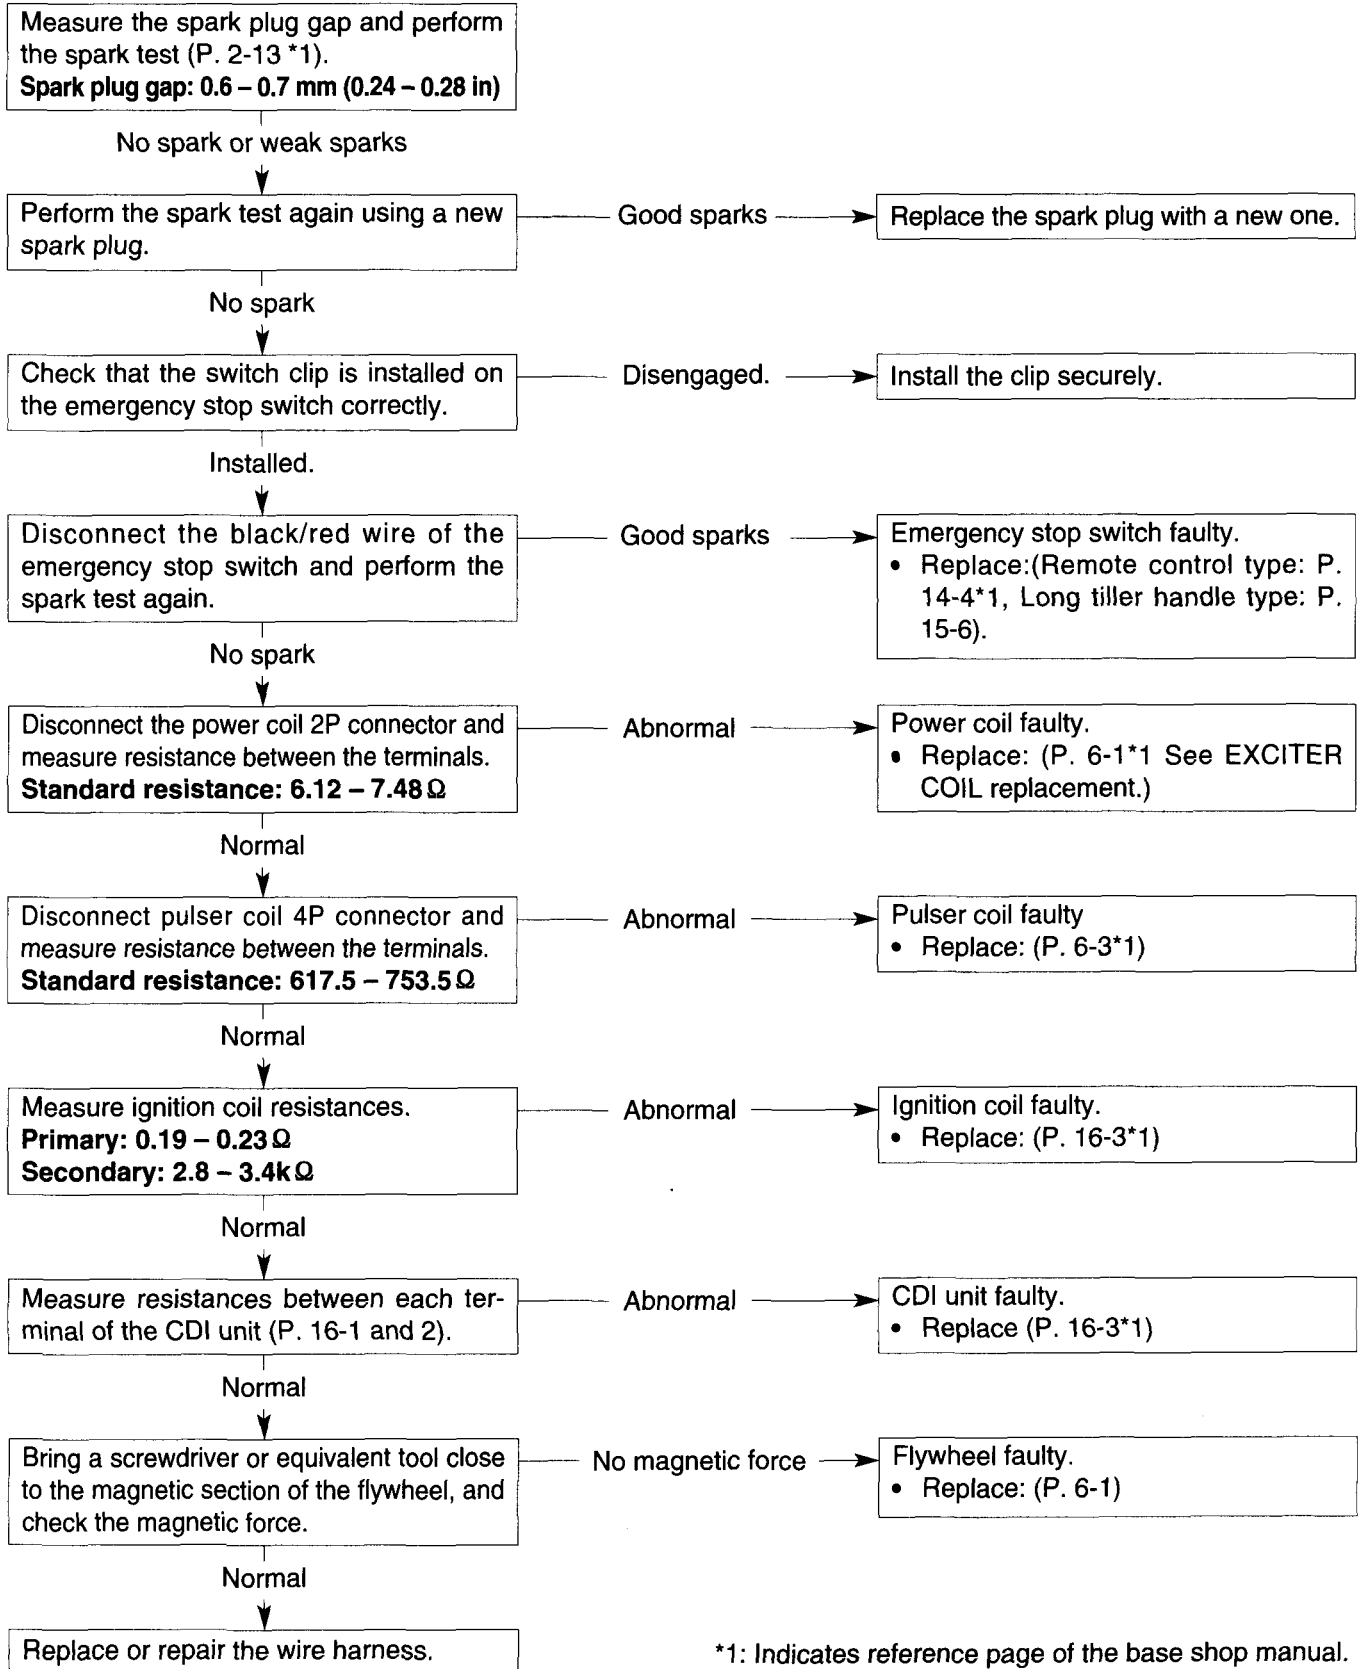 Measure the spark plug gap and perform
the spark test (P. 2-13 *1).
Spark plug gap: 0.6 – 0.7 mm (0.24 – 0.28 in)
No spark or weak sparks
Perform the spark test again using a new
spark plug.
Good sparks
Replace the spark plug with a new one.
No spark
Check that the switch clip is installed on
the emergency stop switch correctly.
Disengaged.
Install the clip securely.
Installed.
Disconnect the black/red wire of the
emergency stop switch and perform the
spark test again.
Good sparks
Emergency stop switch faulty.
• Replace:(Remote control type: P.
14-4*1, Long tiller handle type: P.
15-6).
No spark
Disconnect the power coil 2P connector and
measure resistance between the terminals.
Standard resistance: 6.12 – 7.48 Ω
Abnormal
Power coil faulty.
• Replace: (P. 6-1*1 See EXCITER
COIL replacement.)
Normal
Disconnect pulser coil 4P connector and
measure resistance between the terminals.
Standard resistance: 617.5 – 753.5 Ω
Abnormal
Pulser coil faulty
• Replace: (P. 6-3*1)
Normal
Measure ignition coil resistances.
Primary: 0.19 – 0.23 Ω
Secondary: 2.8 – 3.4k Ω
Abnormal
Ignition coil faulty.
• Replace: (P. 16-3*1)
Normal
Measure resistances between each ter-
minal of the CDI unit (P. 16-1 and 2).
Abnormal
CDI unit faulty.
• Replace (P. 16-3*1)
Normal
Bring a screwdriver or equivalent tool close
to the magnetic section of the flywheel, and
check the magnetic force.
No magnetic force
Flywheel faulty.
• Replace: (P. 6-1)
Normal
Replace or repair the wire harness.
*1: Indicates reference page of the base shop manual.